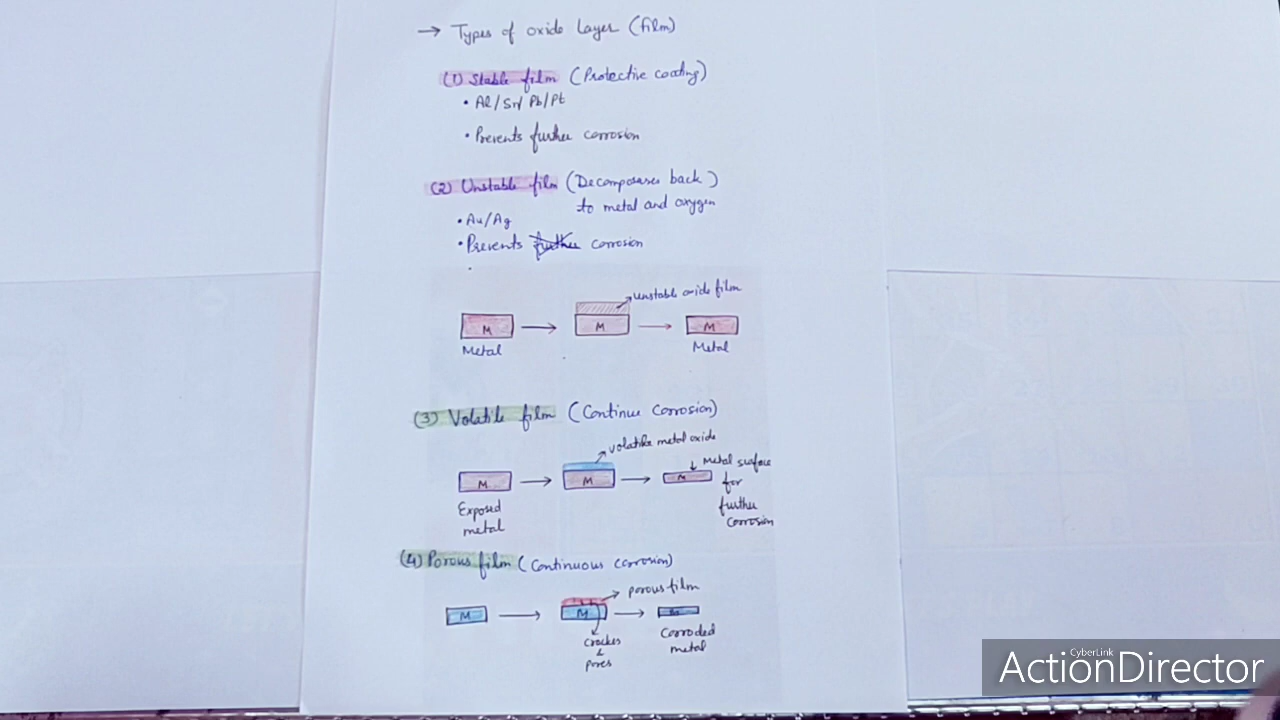 → Types of oxide layer (film)
(1) Stable film (Protective coating)
• Al/Sn/Pb/Pt
• Prevents further corrosion
(2) Unstable film (Decomposes back)
to metal and oxygen
• Au/Ag
• Prevents further corrosion
unstable oxide film
M → M → M
Metal Metal
(3) Volatile film (Continue corrosion)
volatile metal oxide
M → M → M
Metal surface
for
further
corrosion
Exposed
metal
(4) Porous film (Continuous corrosion)
porous film
M → M →
cracks
&
pores
Corroded
metal
CyberLink
ActionDirector